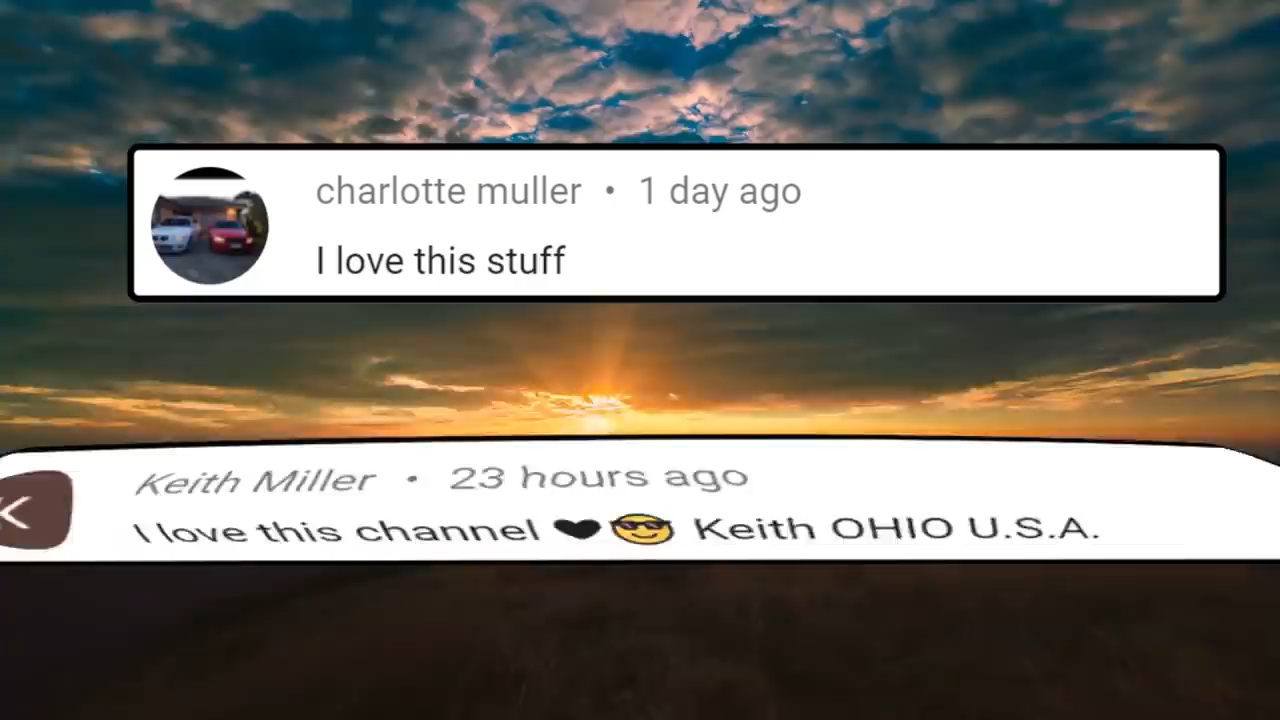 charlotte muller • 1 day ago
I love this stuff
K
Keith Miller • 23 hours ago
I love this channel 🖤😎 Keith OHIO U.S.A.